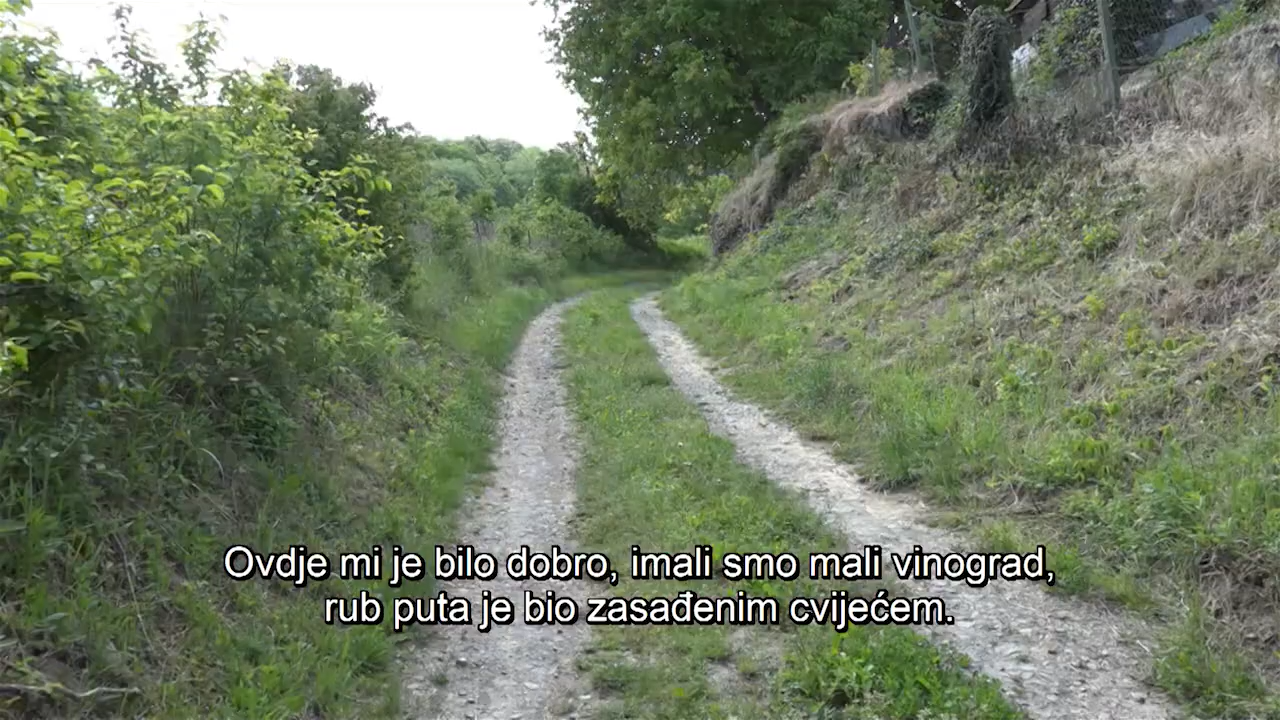 Ovdje mi je bilo dobro, imali smo mali vinograd,
rub puta je bio zasađenim cvijećem.